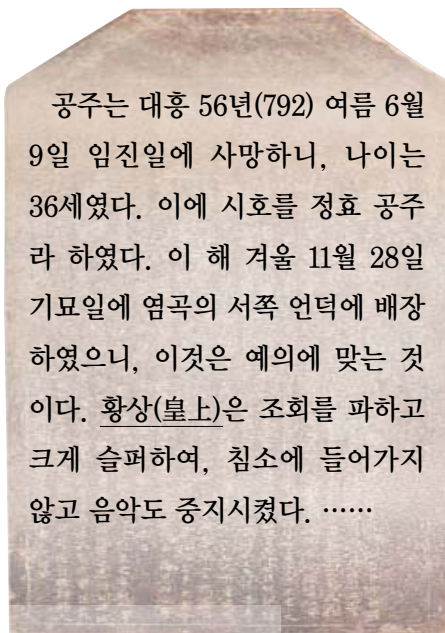 공주는 대흥 56년(792) 여름 6월
9일 임진일에 사망하니, 나이는
36세였다. 이에 시호를 정효 공주
라 하였다. 이 해 겨울 11월 28일
기묘일에 염곡의 서쪽 언덕에 배장
하였으니, 이것은 예의에 맞는 것
이다. 황상(皇上)은 조회를 파하고
크게 슬퍼하여, 침소에 들어가지
않고 음악도 중지시켰다. ……